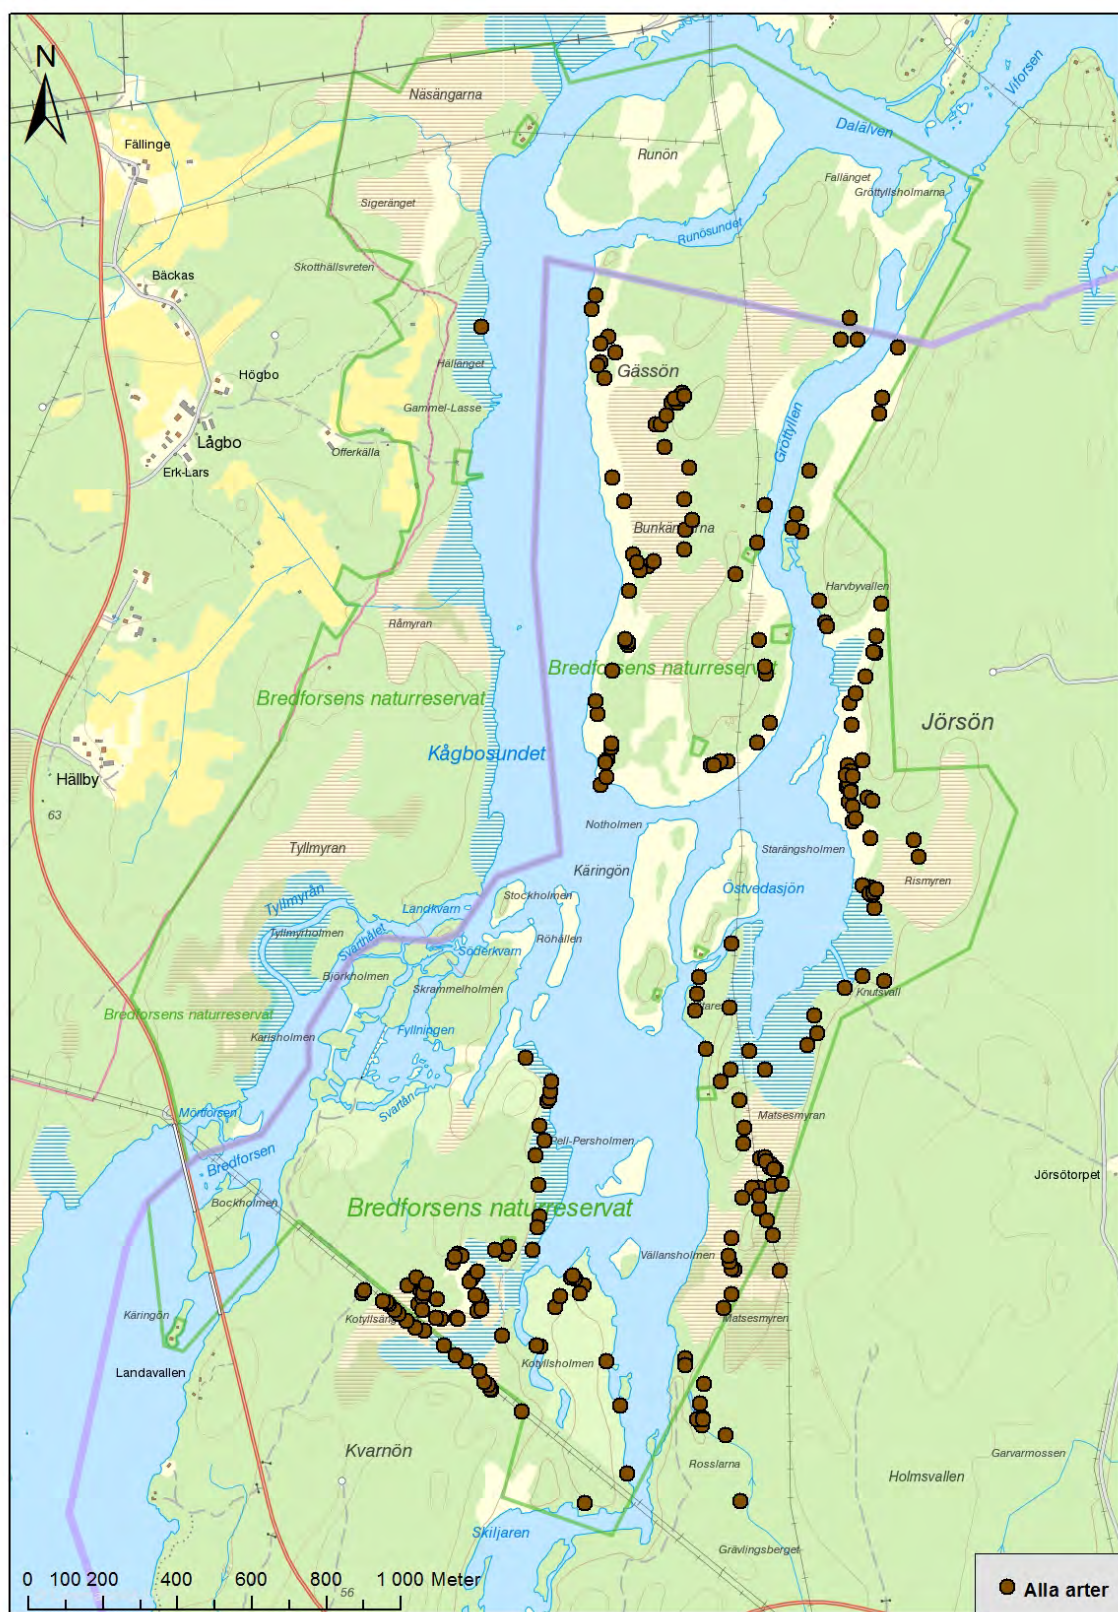 N
Näsängarna
Viforsen
Dalälven
Fällinge
Runön
Fallänget
Gröttyllsholmarna
Sigeränget
Runösundet
Skotthällsvreten
Bäckas
Hällänget
Gässön
Högbo
Gammel-Lasse
Gröttyllen
Lågbo
Offerkälla
Erk-Lars
Harvbyvallen
Råmyran
Bredforsens naturreservat
Bredforsens naturreservat
Jörsön
Kågbosundet
Hällby
63
Notholmen
Tyllmyran
Starängsholmen
Käringön
Rismyren
Östvedasjön
Stockholmen
Tyllmyrån
Landkvarn
Svarthålet
Tyllmyrholmen
Röhällen
Söderkvarn
Björkholmen
Skrammelholmen
Knutsvall
Bredforsens naturreservat
Fyllningen
Karlsholmen
Svartån
Mörtforsen
Matsesmyran
Bredforsen
Pell-Persholmen
Jörsötorpet
Bockholmen
Bredforsens naturreservat
Vällansholmen
Käringön
Matsesmyren
Landavallen
Kotyllsholmen
Kvarnön
Garvarmossen
Rosslarna
Holmsvallen
Skiljaren
Grävlingsberget
0 100 200 400 600 800 1 000 Meter
56
Alla arter